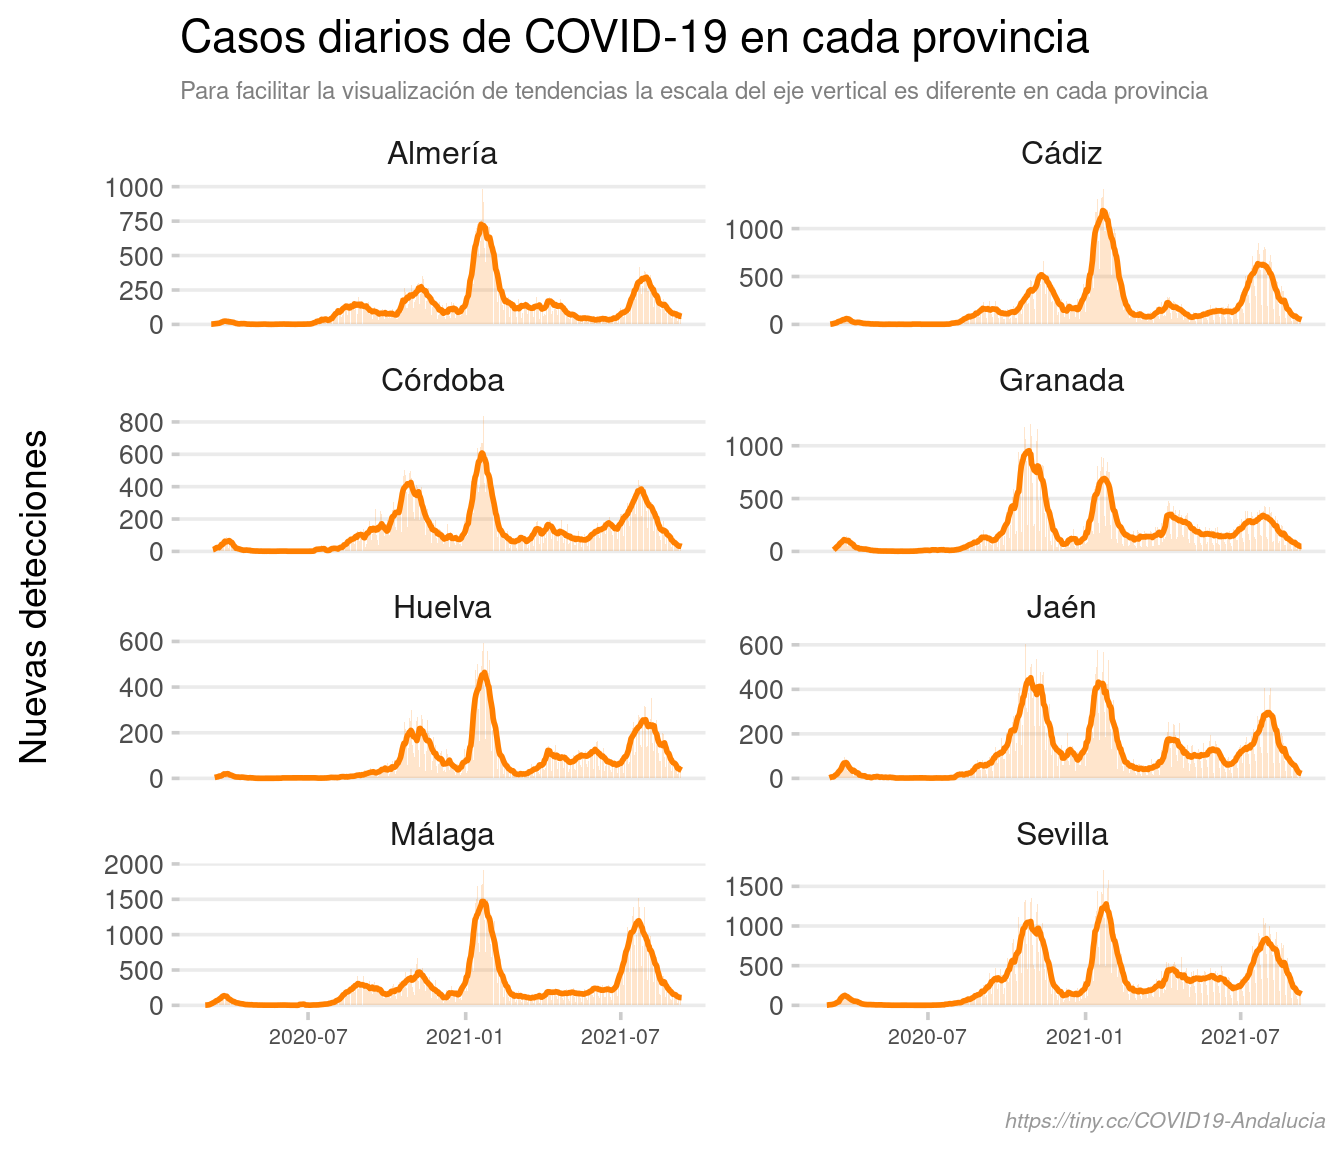 Casos diarios de COVID-19 en cada provincia
Para facilitar la visualización de tendencias la escala del eje vertical es diferente en cada provincia
Nuevas detecciones
Almería
1000
750
500
250
0
Cádiz
1000
500
0
Córdoba
800
600
400
200
0
Granada
1000
500
0
Huelva
600
400
200
0
Jaén
600
400
200
0
Málaga
2000
1500
1000
500
0
2020-07 2021-01 2021-07
Sevilla
1500
1000
500
0
2020-07 2021-01 2021-07
https://tiny.cc/COVID19-Andalucia